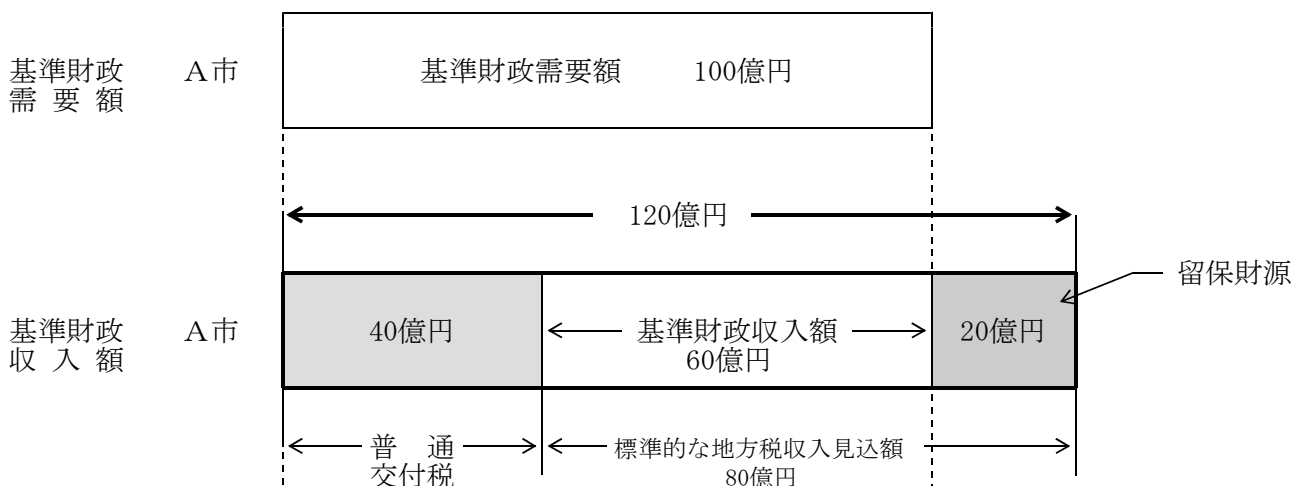 基準財政
需要額
A市
基準財政需要額 100億円
120億円
留保財源
基準財政
収入額
A市
40億円
基準財政収入額
60億円
20億円
普通
交付税
標準的な地方税収入見込額
80億円